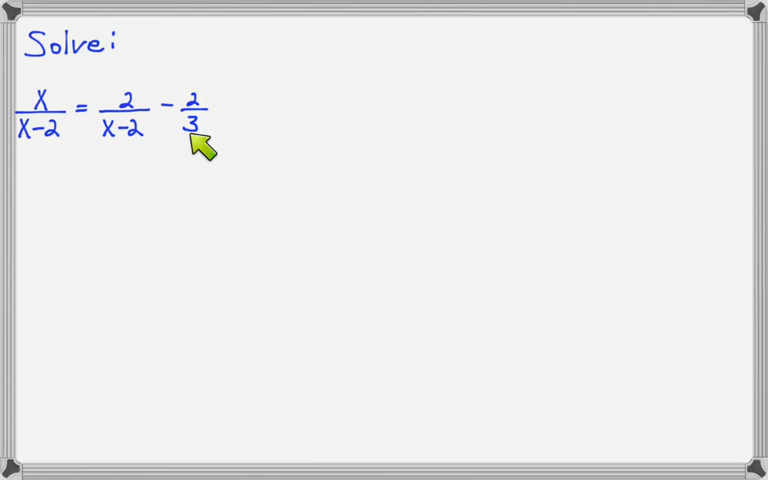 Solve:
x/(x-2) = 2/(x-2) - 2/3